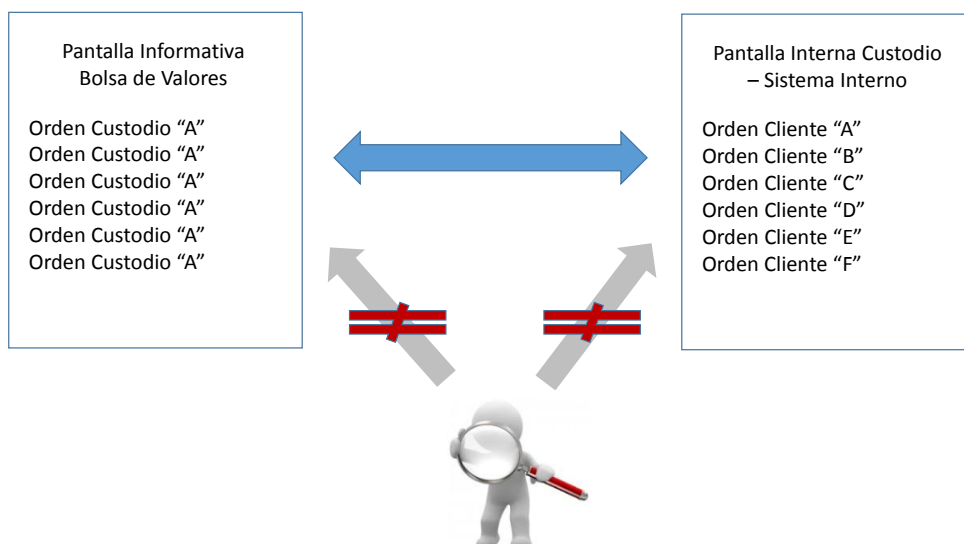 Pantalla Informativa
Bolsa de Valores
Orden Custodio “A”
Orden Custodio “A”
Orden Custodio “A”
Orden Custodio “A”
Orden Custodio “A”
Orden Custodio “A”
Pantalla Interna Custodio
– Sistema Interno
Orden Cliente “A”
Orden Cliente “B”
Orden Cliente “C”
Orden Cliente “D”
Orden Cliente “E”
Orden Cliente “F”